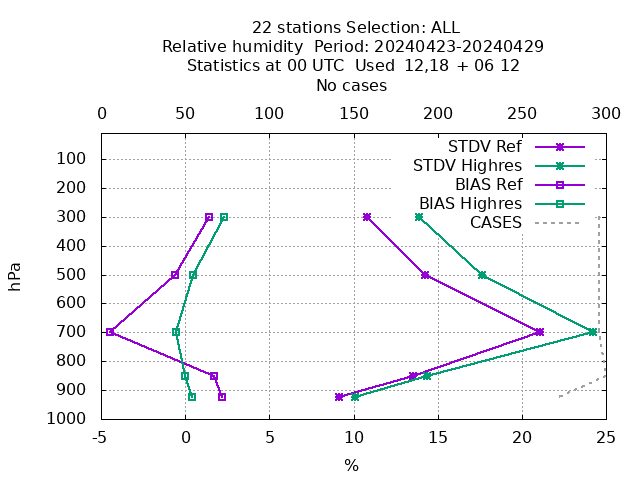 22 stations Selection: ALL
Relative humidity  Period: 20240423-20240429
Statistics at 00 UTC  Used  12,18 + 06 12
No cases
0 50 100 150 200 250 300
STDV Ref
STDV Highres
BIAS Ref
BIAS Highres
CASES
100
200
300
400
500
600
700
800
900
1000
hPa
-5 0 5 10 15 20 25
%